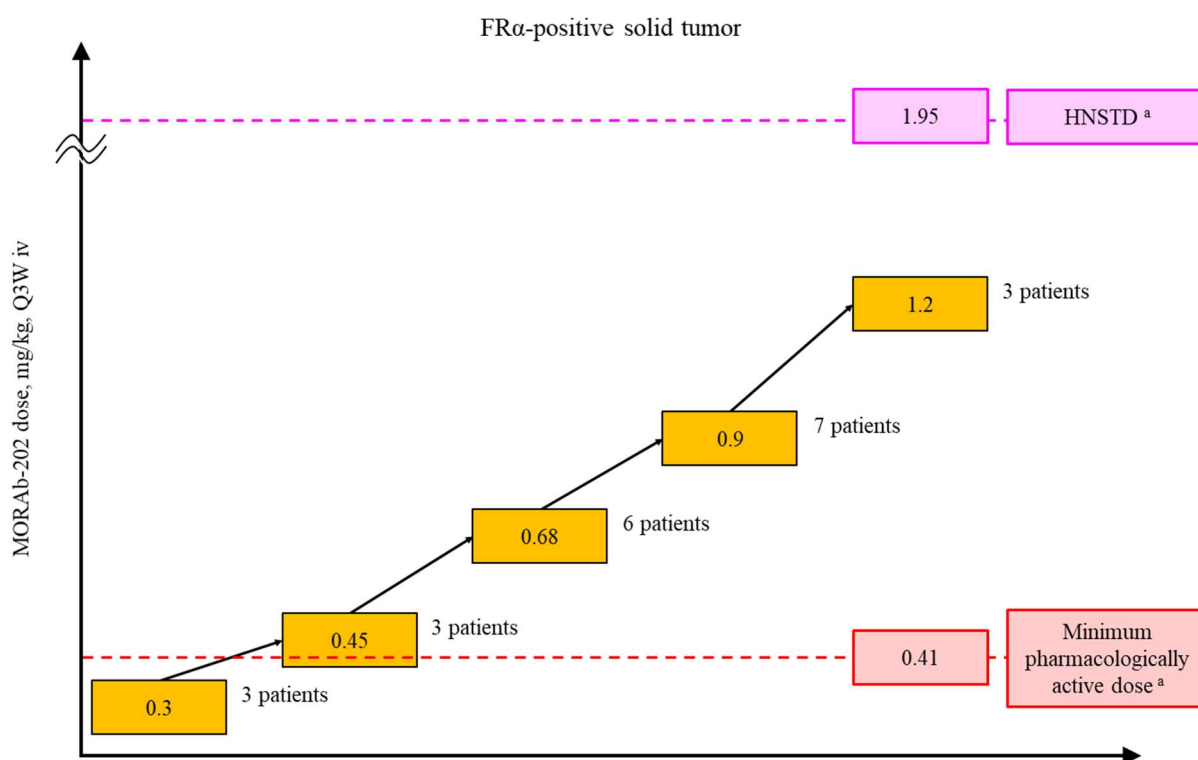 FRα-positive solid tumor
1.95
HNSTD a
MORAb-202 dose, mg/kg, Q3W iv
1.2
3 patients
0.9
7 patients
0.68
6 patients
0.45
3 patients
0.41
Minimum
pharmacologically
active dose a
0.3
3 patients